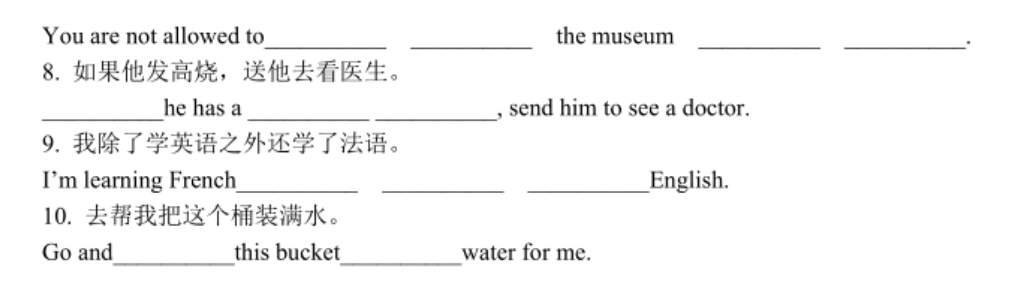 You are not allowed to__________ __________ the museum __________ __________.
8. 如果他发高烧，送他去看医生。
__________he has a __________ __________, send him to see a doctor.
9. 我除了学英语之外还学了法语。
I’m learning French__________ __________ __________English.
10. 去帮我把这个桶装满水。
Go and__________this bucket__________water for me.